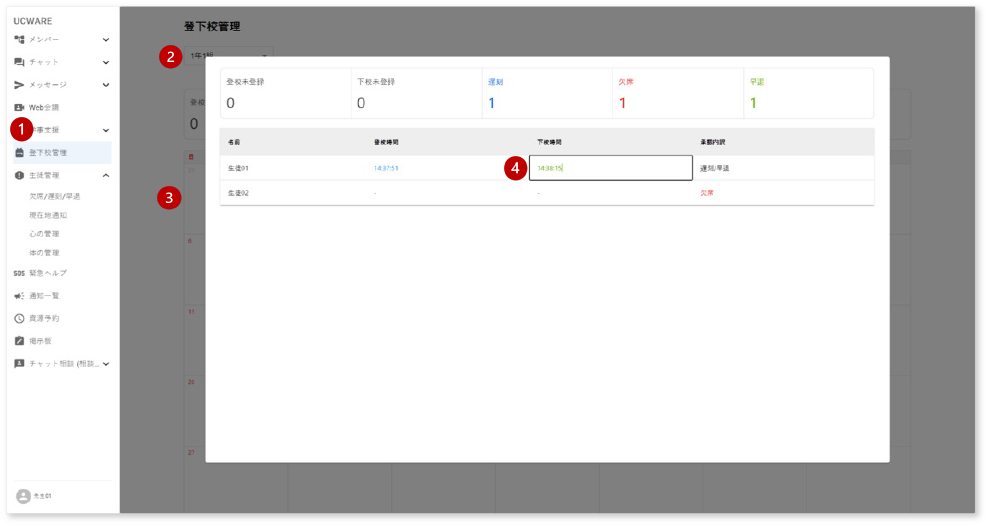 UCWARE
メンバー
チャット
メッセージ
Web会議
1
事支援
登下校管理
生徒管理
欠席/遅刻/早退
現在地通知
心の管理
体の管理
SOS 緊急ヘルプ
通知一覧
資源予約
掲示板
チャット相談 (相談...
先生01
登下校管理
2
1年1組
登校
0
日
6
20
27
登校未登録
0
下校未登録
0
遅刻
1
欠席
1
早退
1
名前 登校時間 下校時間 承認内訳
生徒01 14:37:51 4 14:38:15 遅刻/早退
3
生徒02 - - 欠席